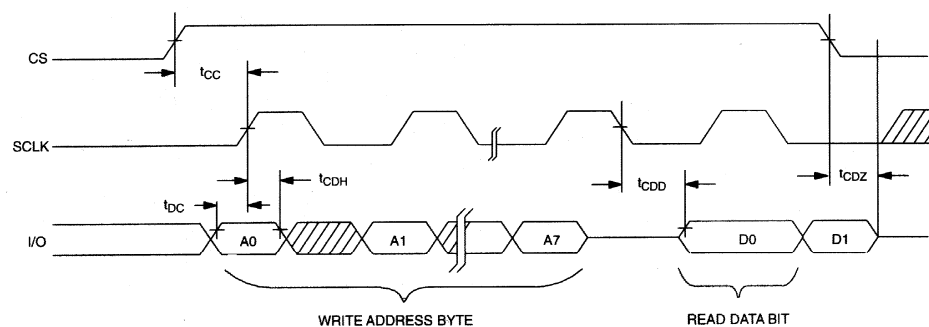 CS
tCC
SCLK
tCDH
tCDD
tCDZ
tDC
I/O
A0
A1
A7
D0
D1
WRITE ADDRESS BYTE
READ DATA BIT